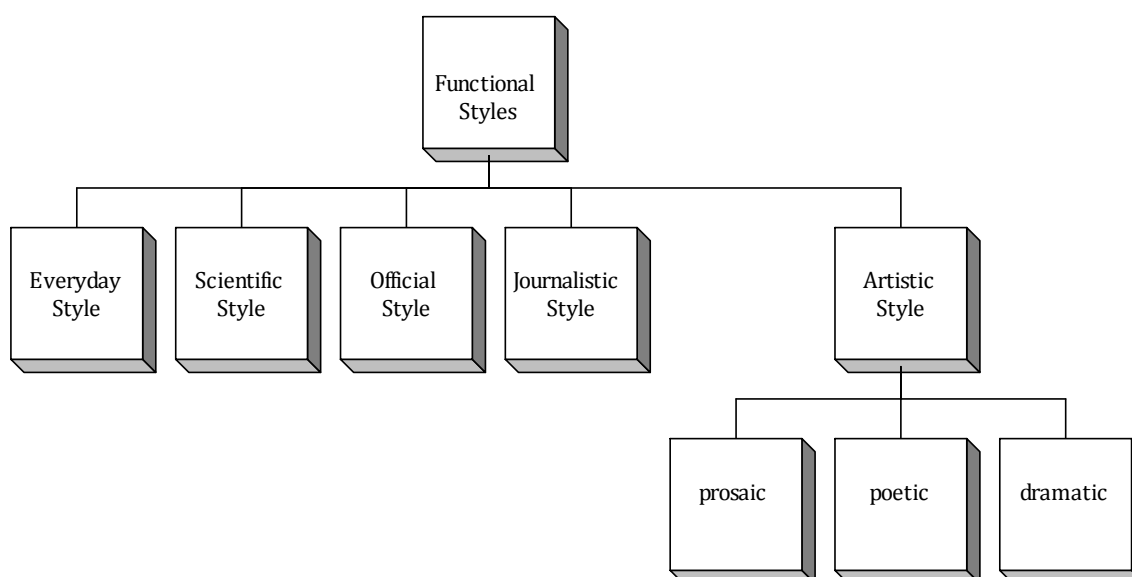 Functional
Styles
Everyday
Style
Scientific
Style
Official
Style
Journalistic
Style
Artistic
Style
prosaic
poetic
dramatic